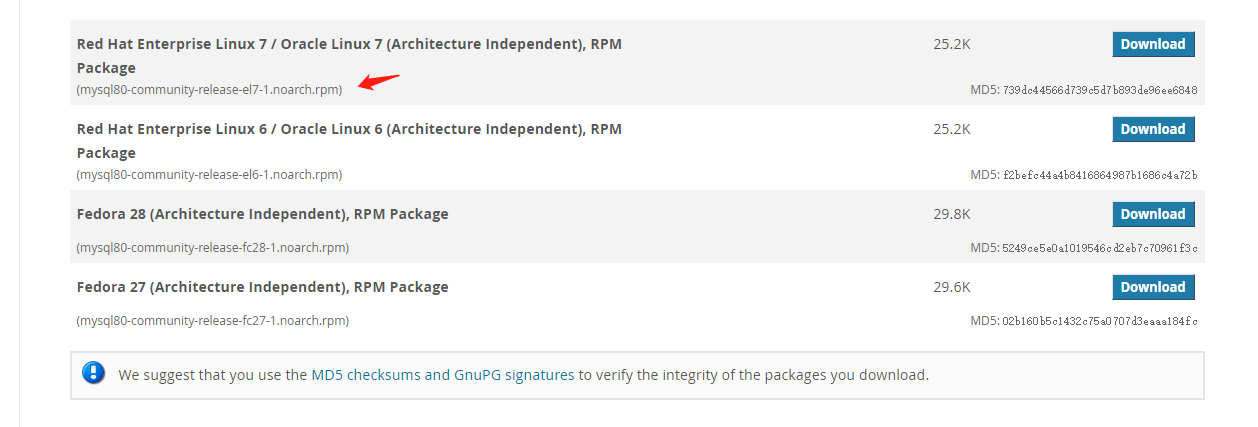 Red Hat Enterprise Linux 7 / Oracle Linux 7 (Architecture Independent), RPM
Package
25.2K
Download
(mysql80-community-release-el7-1.noarch.rpm)
MD5: 739dc44566d739c5d7b893de96ee6848
Red Hat Enterprise Linux 6 / Oracle Linux 6 (Architecture Independent), RPM
Package
25.2K
Download
(mysql80-community-release-el6-1.noarch.rpm)
MD5: f2befc44a4b8416864987b1686c4a72b
Fedora 28 (Architecture Independent), RPM Package
29.8K
Download
(mysql80-community-release-fc28-1.noarch.rpm)
MD5: 5249ce5e0a1019546cd2eb7c70961f3c
Fedora 27 (Architecture Independent), RPM Package
29.6K
Download
(mysql80-community-release-fc27-1.noarch.rpm)
MD5: 02b160b5c1432c75a0707d3eaaa184fc
We suggest that you use the MD5 checksums and GnuPG signatures to verify the integrity of the packages you download.